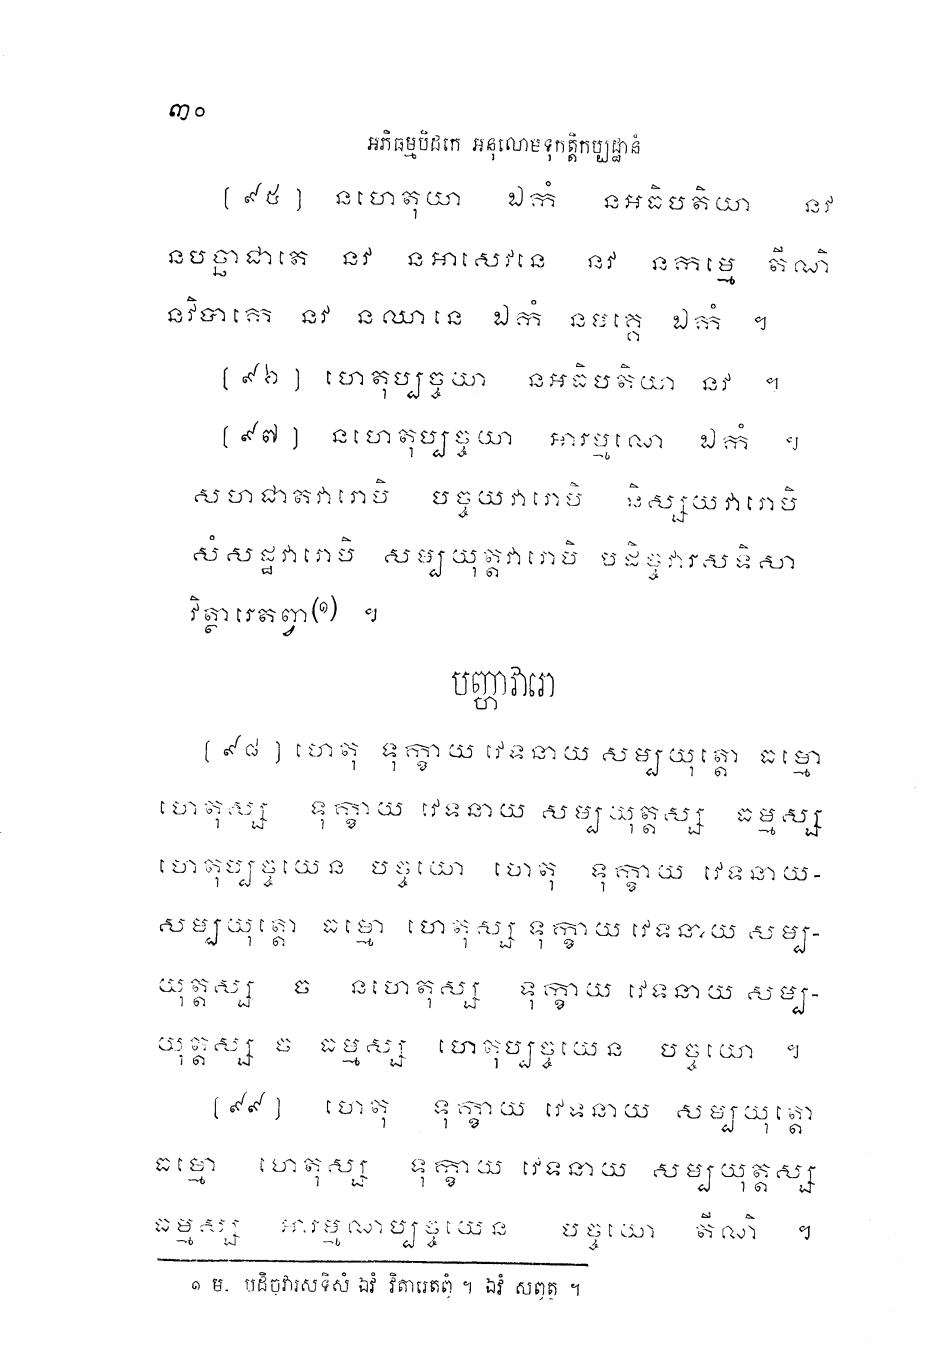 ៣០
អភិធម្មបិដកេ អនុលោមទុកត្តិកប្បដ្ឋានំ
[ ៩៥ ] នហេតុយា ឯកំ នអធិបតិយា នវ
នបច្ឆាជាតេ នវ នអាសេវនេ នវ នកម្មេ តីណិ
នវិបាកេ នវ នឈានេ ឯកំ នមគ្គេ ឯកំ ។
[ ៩៦ ] ហេតុប្បច្ចយា នអធិបតិយា នវ ។
[ ៩៧ ] នហេតុប្បច្ចយា អារម្មណេ ឯកំ ។
សហជាតវារោបិ បច្ចយវារោបិ និស្សយវារោបិ
សំសដ្ឋវារោបិ សម្បយុត្តវារោបិ បដិច្ចវារសទិសា
វិត្ថារេតព្វា(១) ។
បញ្ហាវារោ
[ ៩៨ ] ហេតុ ទុក្ខាយ វេទនាយ សម្បយុត្តោ ធម្មោ
ហេតុស្ស ទុក្ខាយ វេទនាយ សម្បយុត្តស្ស ធម្មស្ស
ហេតុប្បច្ចយេន បច្ចយោ ហេតុ ទុក្ខាយ វេទនាយ-
សម្បយុត្តោ ធម្មោ ហេតុស្ស ទុក្ខាយ វេទនាយ សម្ប-
យុត្តស្ស ច នហេតុស្ស ទុក្ខាយ វេទនាយ សម្ប-
យុត្តស្ស ច ធម្មស្ស ហេតុប្បច្ចយេន បច្ចយោ ។
[ ៩៩ ] ហេតុ ទុក្ខាយ វេទនាយ សម្បយុត្តោ
ធម្មោ ហេតុស្ស ទុក្ខាយ វេទនាយ សម្បយុត្តស្ស
ធម្មស្ស អារម្មណប្បច្ចយេន បច្ចយោ តីណិ ។
១ ម. បដិច្ចវារសទិសំ ឯវំ វិត្ថារេតព្វំ ។ ឯវំ សព្វត្ថ ។